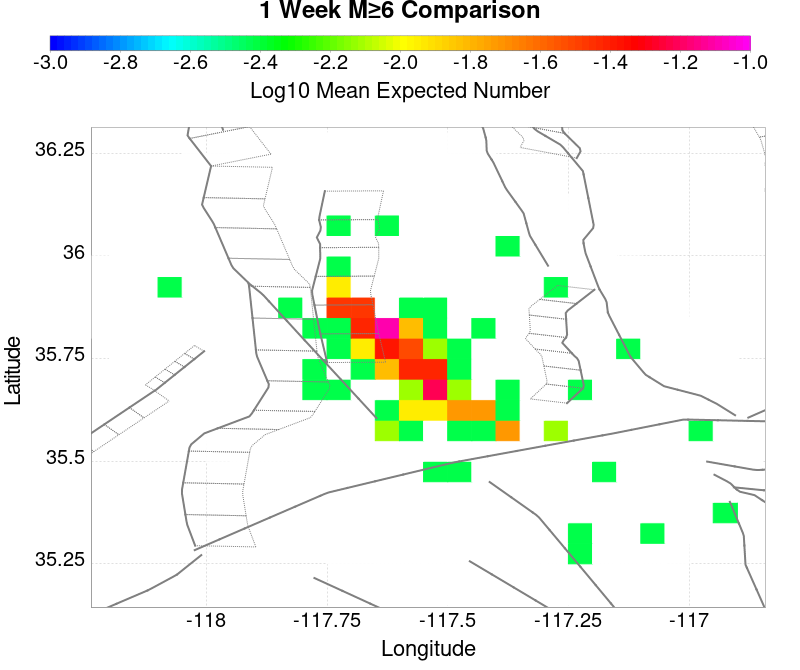 1 Week M≥6 Comparison
-3.0 -2.8 -2.6 -2.4 -2.2 -2.0 -1.8 -1.6 -1.4 -1.2 -1.0
Log10 Mean Expected Number
36.25
36
35.75
35.5
35.25
Latitude
-118 -117.75 -117.5 -117.25 -117
Longitude